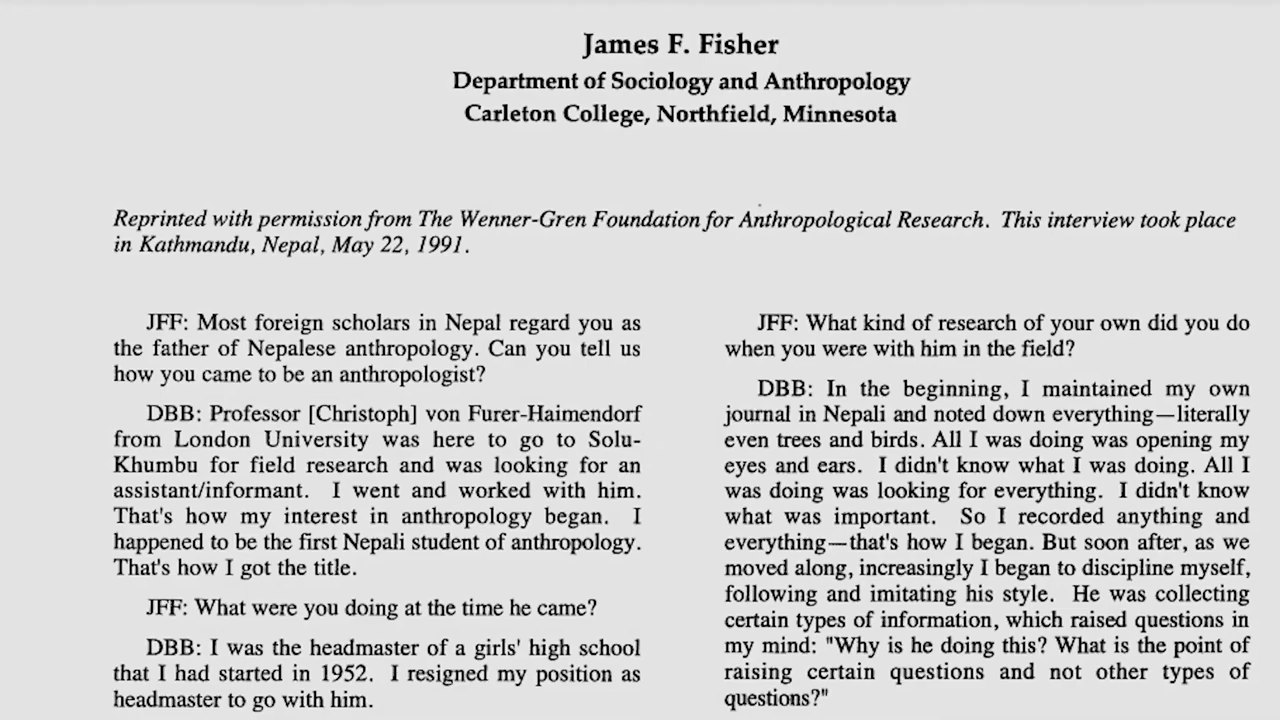 James F. Fisher
Department of Sociology and Anthropology
Carleton College, Northfield, Minnesota
Reprinted with permission from The Wenner-Gren Foundation for Anthropological Research. This interview took place
in Kathmandu, Nepal, May 22, 1991.
JFF: Most foreign scholars in Nepal regard you as
the father of Nepalese anthropology. Can you tell us
how you came to be an anthropologist?
DBB: Professor [Christoph] von Furer-Haimendorf
from London University was here to go to Solu-
Khumbu for field research and was looking for an
assistant/informant. I went and worked with him.
That's how my interest in anthropology began. I
happened to be the first Nepali student of anthropology.
That's how I got the title.
JFF: What were you doing at the time he came?
DBB: I was the headmaster of a girls' high school
that I had started in 1952. I resigned my position as
headmaster to go with him.
JFF: What kind of research of your own did you do
when you were with him in the field?
DBB: In the beginning, I maintained my own
journal in Nepali and noted down everything—literally
even trees and birds. All I was doing was opening my
eyes and ears. I didn't know what I was doing. All I
was doing was looking for everything. I didn't know
what was important. So I recorded anything and
everything—that's how I began. But soon after, as we
moved along, increasingly I began to discipline myself,
following and imitating his style. He was collecting
certain types of information, which raised questions in
my mind: "Why is he doing this? What is the point of
raising certain questions and not other types of
questions?"